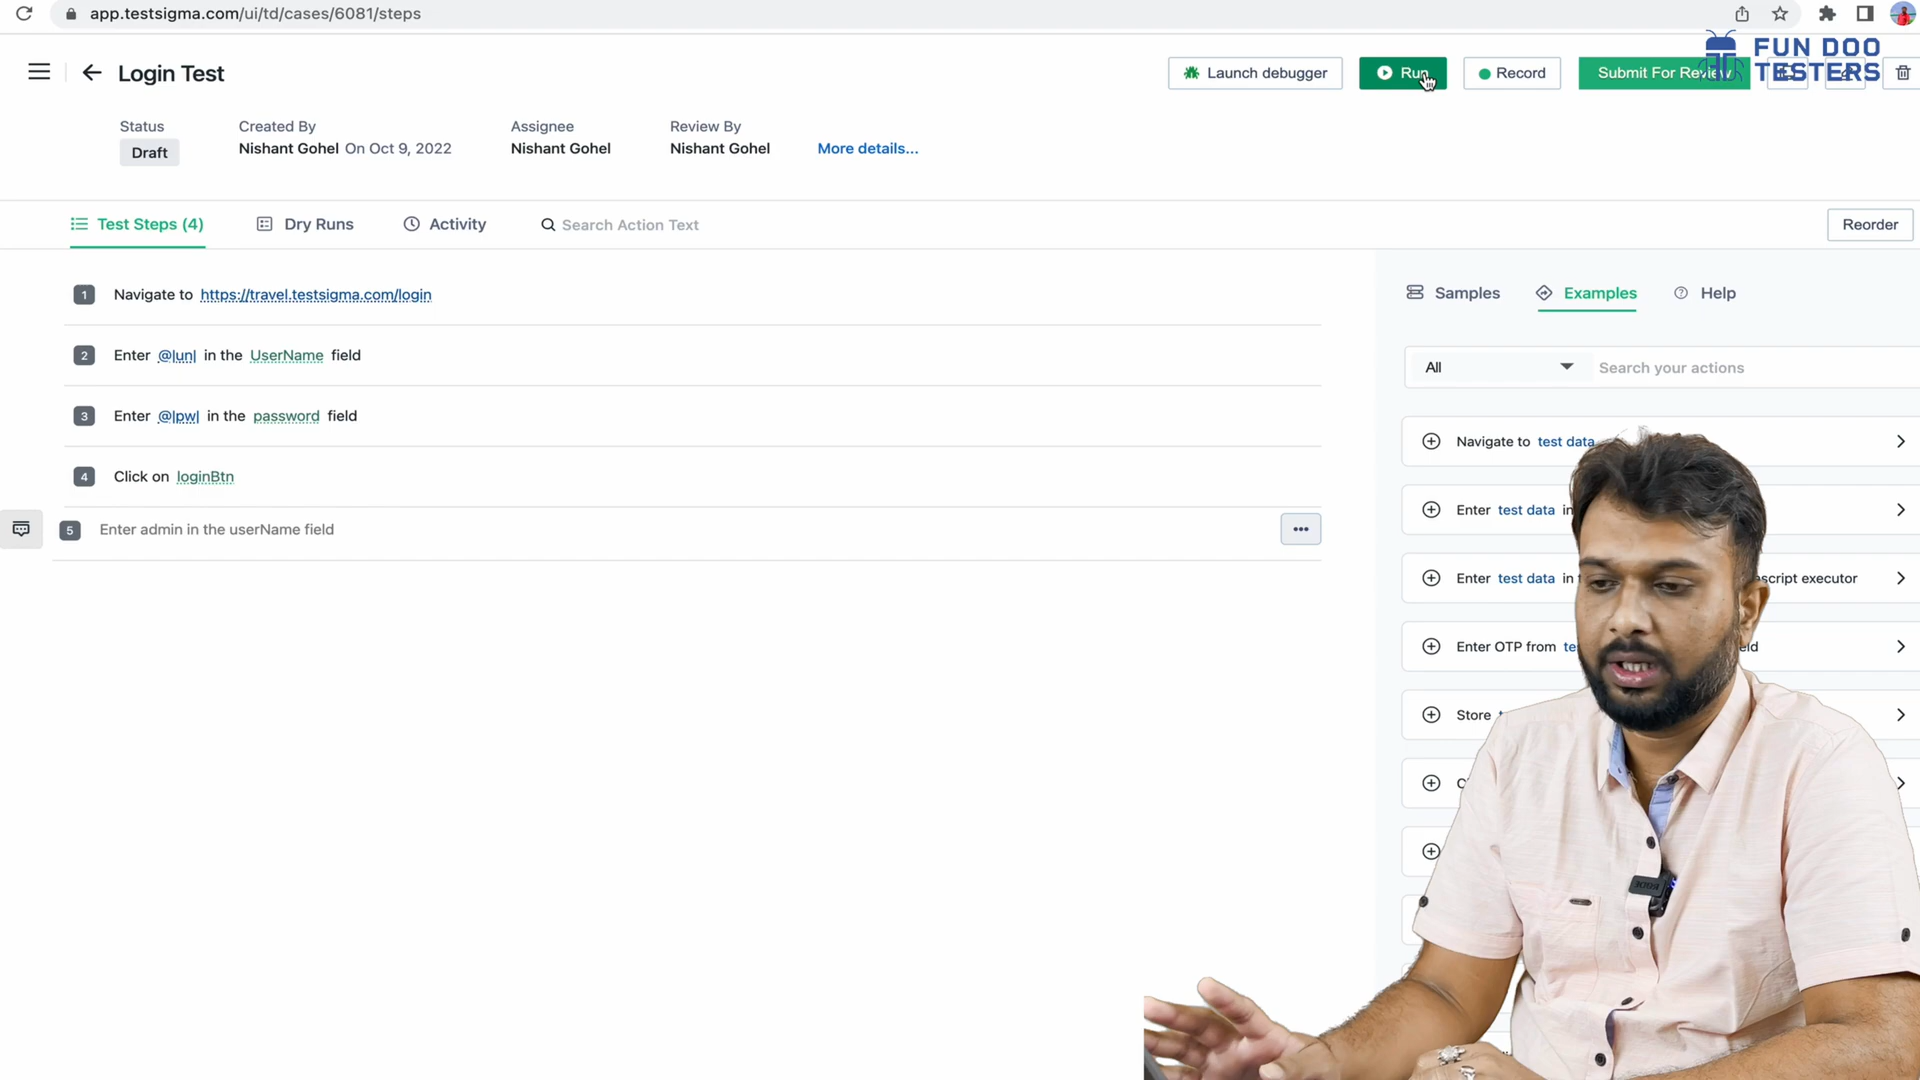 app.testsigma.com/ui/td/cases/6081/steps
FUN DOO
TESTERS
Login Test
Launch debugger
Run
Record
Submit For Review
Status
Draft
Created By
Nishant Gohel On Oct 9, 2022
Assignee
Nishant Gohel
Review By
Nishant Gohel
More details...
Test Steps (4)
Dry Runs
Activity
Search Action Text
Reorder
1 Navigate to https://travel.testsigma.com/login
2 Enter @|un| in the UserName field
3 Enter @|pw| in the password field
4 Click on loginBtn
5 Enter admin in the userName field
Samples
Examples
Help
All
Search your actions
Navigate to test data
Enter test data in
Enter test data in
executor
Enter OTP from
Store